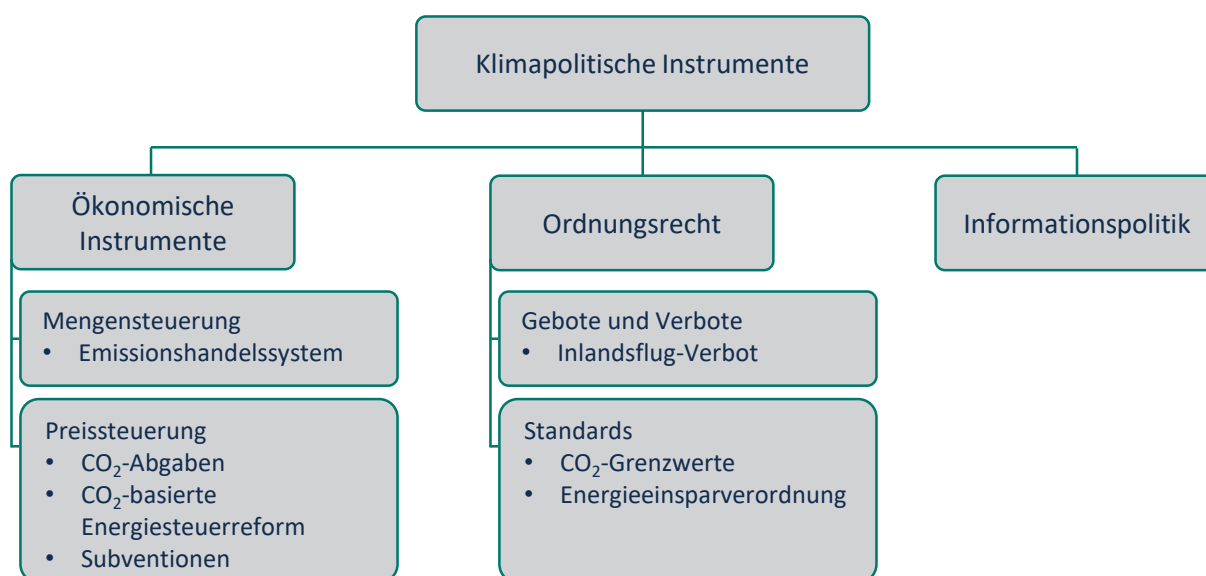 Klimapolitische Instrumente
Ökonomische
Instrumente
Ordnungsrecht
Informationspolitik
Mengensteuerung
• Emissionshandelssystem
Gebote und Verbote
• Inlandsflug-Verbot
Preissteuerung
• CO₂-Abgaben
• CO₂-basierte
Energiesteuerreform
• Subventionen
Standards
• CO₂-Grenzwerte
• Energieeinsparverordnung